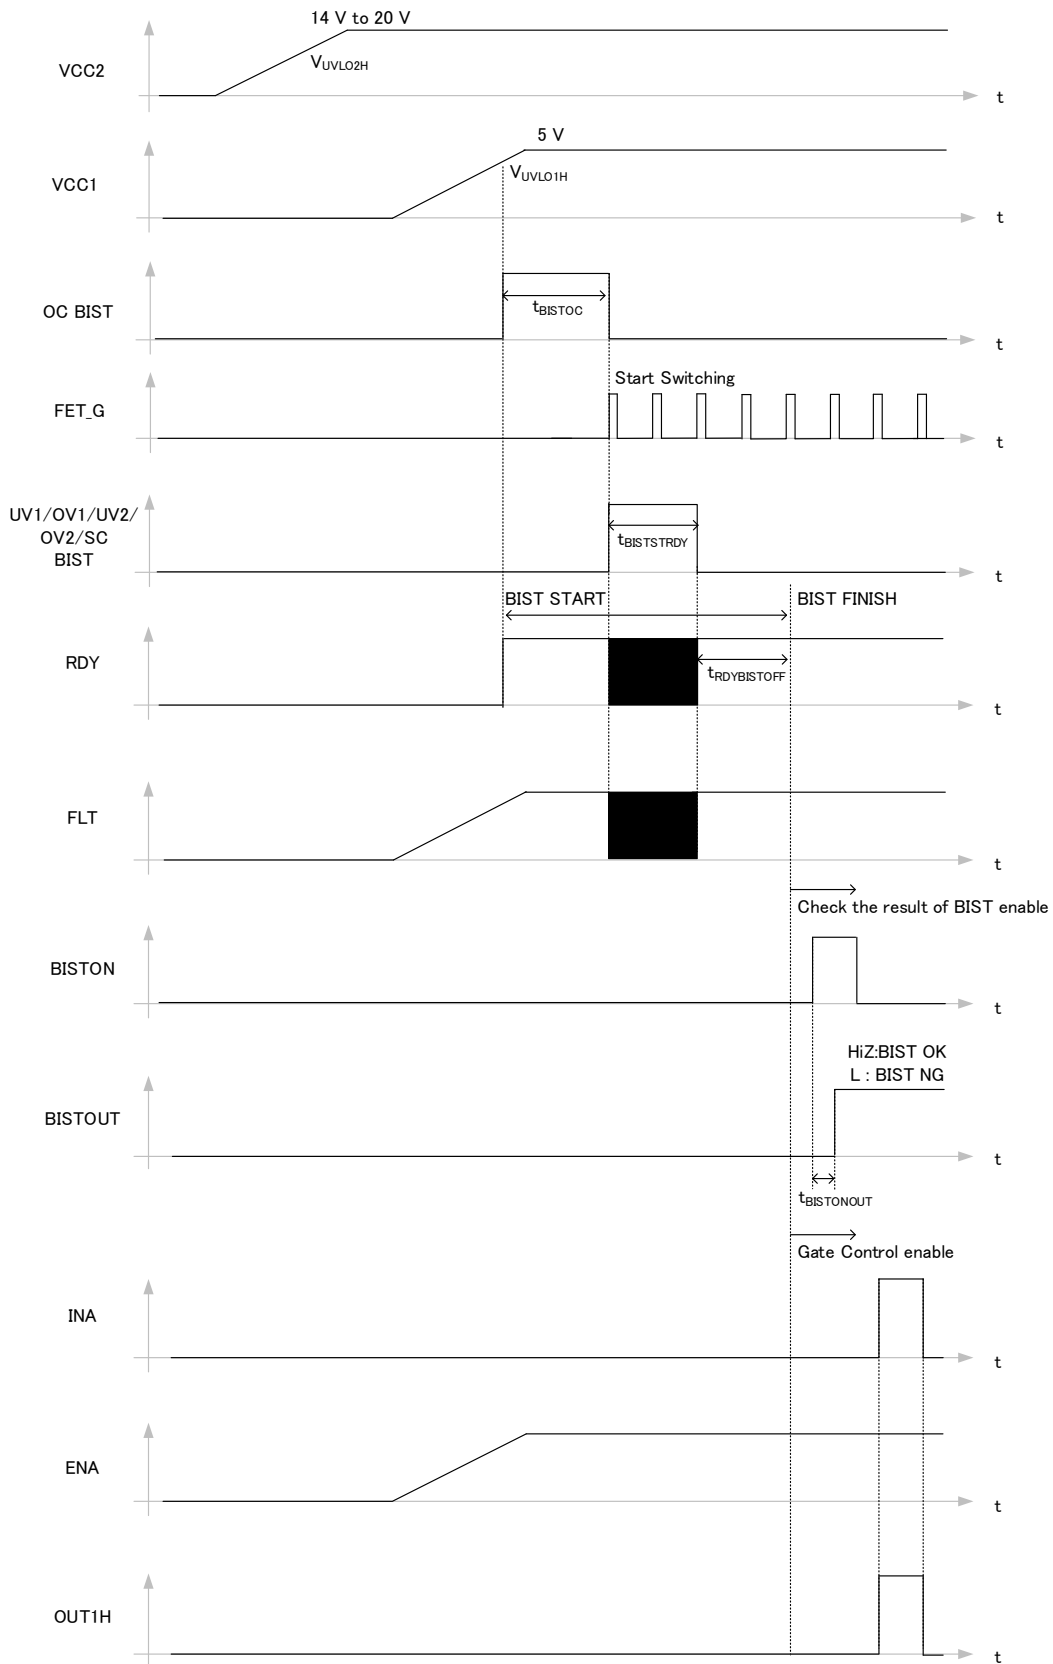 14 V to 20 V
VCC2
VUVLO2H
t
5 V
VCC1
VUVLO1H
t
OC BIST
tBISTOC
t
Start Switching
FET_G
t
UV1/OV1/UV2/
OV2/SC
BIST
tBISTSTRDY
t
BIST START
BIST FINISH
RDY
tRDYBISTOFF
t
FLT
t
Check the result of BIST enable
BISTON
t
HiZ:BIST OK
L : BIST NG
BISTOUT
t
tBISTONOUT
Gate Control enable
INA
t
ENA
t
OUT1H
t